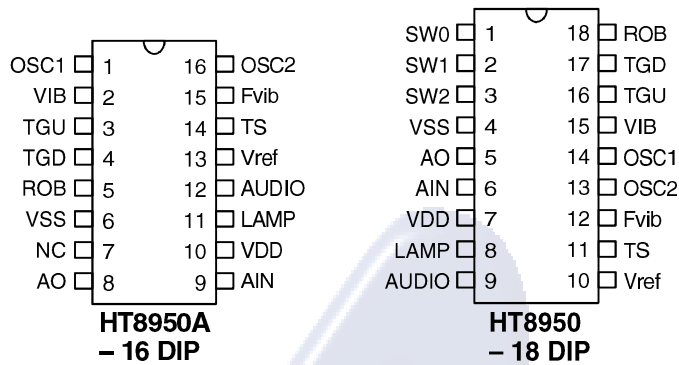 OSC1 1 16 OSC2
VIB 2 15 Fvib
TGU 3 14 TS
TGD 4 13 Vref
ROB 5 12 AUDIO
VSS 6 11 LAMP
NC 7 10 VDD
AO 8 9 AIN
HT8950A
– 16 DIP
SW0 1 18 ROB
SW1 2 17 TGD
SW2 3 16 TGU
VSS 4 15 VIB
AO 5 14 OSC1
AIN 6 13 OSC2
VDD 7 12 Fvib
LAMP 8 11 TS
AUDIO 9 10 Vref
HT8950
– 18 DIP